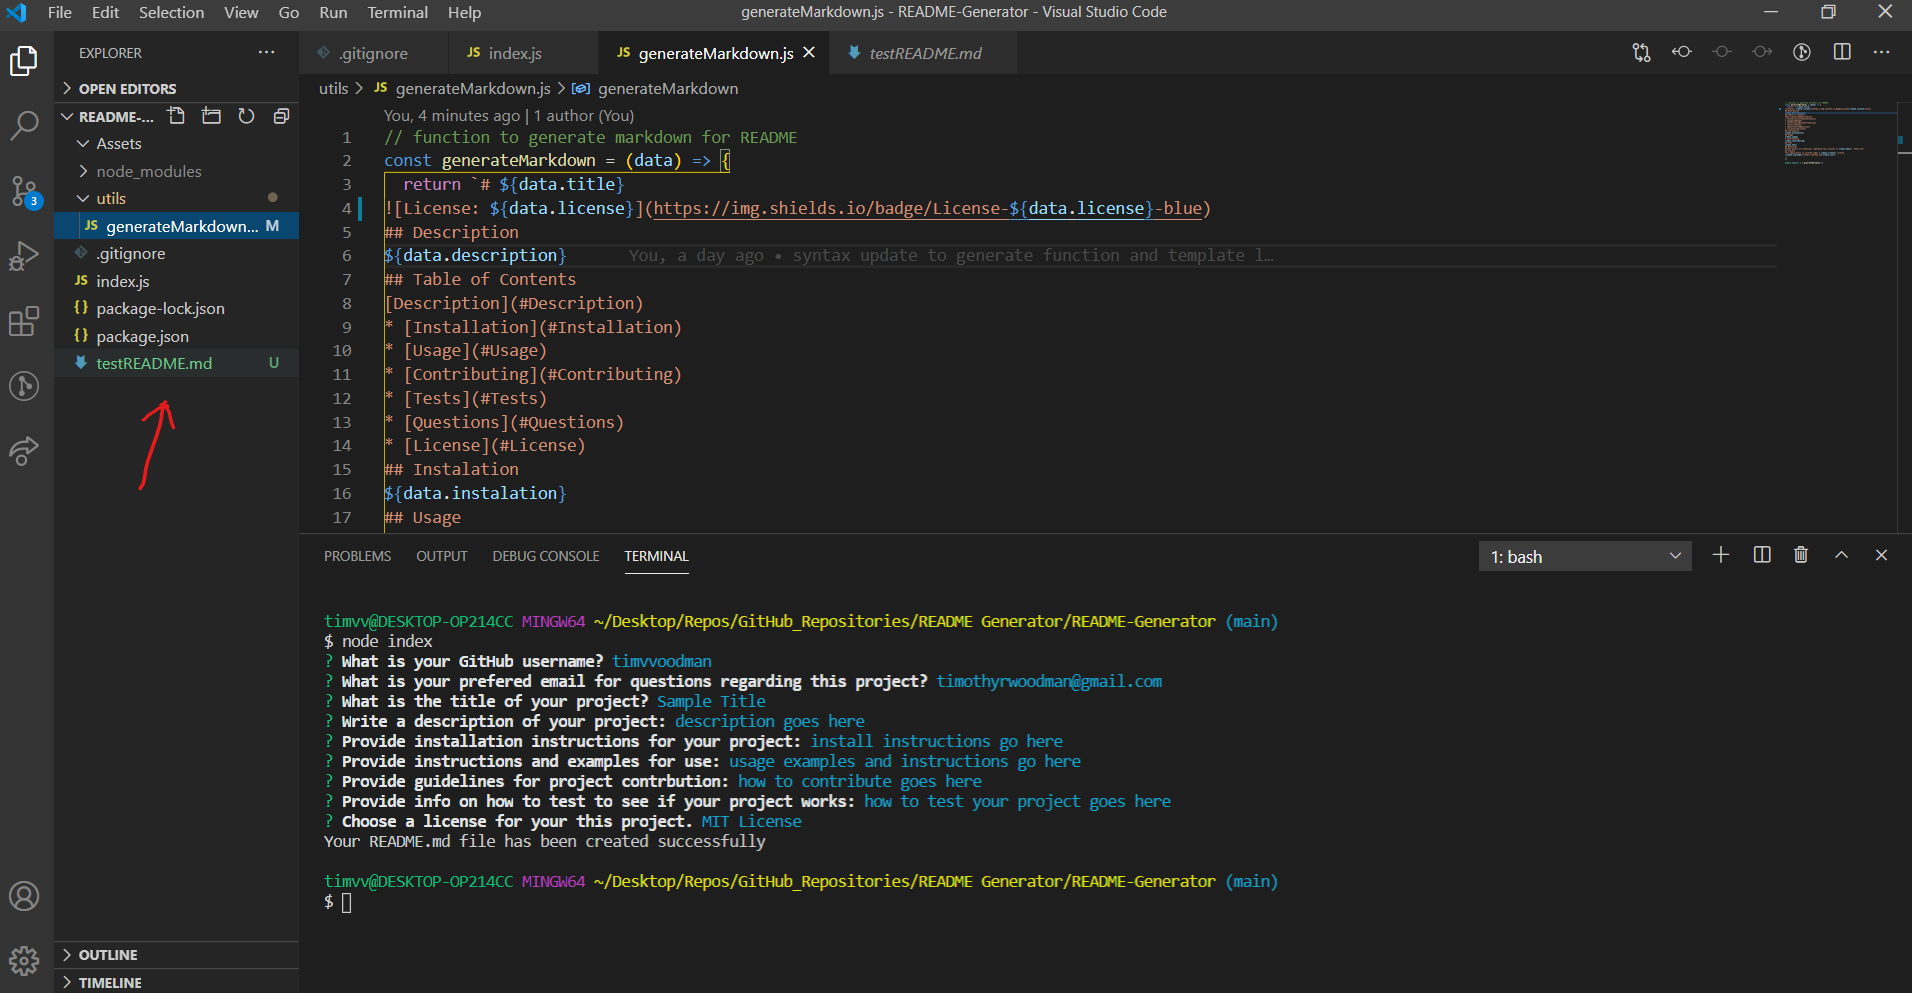 File Edit Selection View Go Run Terminal Help generateMarkdown.js - README-Generator - Visual Studio Code
EXPLORER
OPEN EDITORS
README-...
Assets
node_modules
utils
JS generateMarkdown... M
.gitignore
JS index.js
{} package-lock.json
{} package.json
testREADME.md U
3
OUTLINE
TIMELINE
.gitignore JS index.js JS generateMarkdown.js testREADME.md
utils JS generateMarkdown.js generateMarkdown
You, 4 minutes ago | 1 author (You)
1 // function to generate markdown for README
2 const generateMarkdown = (data) => {
3 return `# ${data.title}
4 ![License: ${data.license}](https://img.shields.io/badge/License-${data.license}-blue)
5 ## Description
6 ${data.description} You, a day ago • syntax update to generate function and template l…
7 ## Table of Contents
8 [Description](#Description)
9 * [Installation](#Installation)
10 * [Usage](#Usage)
11 * [Contributing](#Contributing)
12 * [Tests](#Tests)
13 * [Questions](#Questions)
14 * [License](#License)
15 ## Instalation
16 ${data.instalation}
17 ## Usage
PROBLEMS OUTPUT DEBUG CONSOLE TERMINAL 1: bash
timvv@DESKTOP-OP214CC MINGW64 ~/Desktop/Repos/GitHub_Repositories/README Generator/README-Generator (main)
$ node index
? What is your GitHub username? timvvoodman
? What is your prefered email for questions regarding this project? timothyrwoodman@gmail.com
? What is the title of your project? Sample Title
? Write a description of your project: description goes here
? Provide installation instructions for your project: install instructions go here
? Provide instructions and examples for use: usage examples and instructions go here
? Provide guidelines for project contrbution: how to contribute goes here
? Provide info on how to test to see if your project works: how to test your project goes here
? Choose a license for your this project. MIT License
Your README.md file has been created successfully
timvv@DESKTOP-OP214CC MINGW64 ~/Desktop/Repos/GitHub_Repositories/README Generator/README-Generator (main)
$